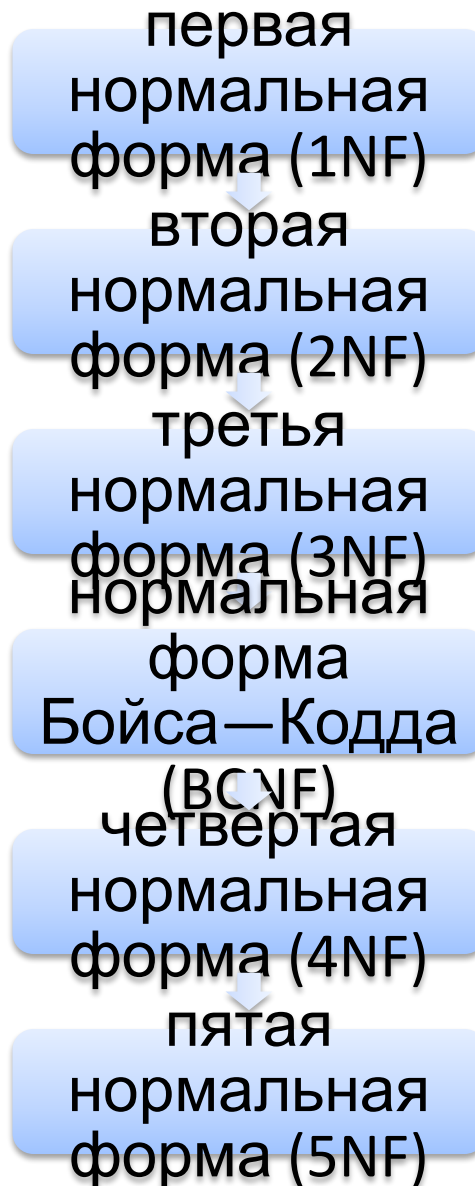 первая
нормальная
форма (1NF)
вторая
нормальная
форма (2NF)
третья
нормальная
форма (3NF)
нормальная
форма
Бойса—Кодда
(BCNF)
четвертая
нормальная
форма (4NF)
пятая
нормальная
форма (5NF)